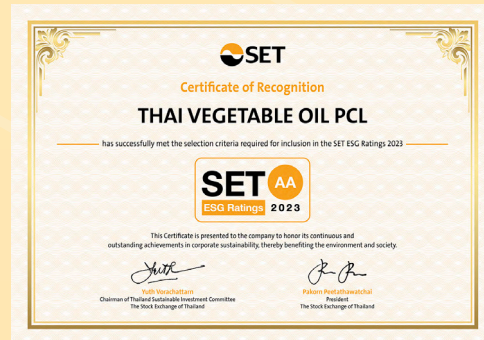 SET
Certificate of Recognition
THAI VEGETABLE OIL PCL
has successfully met the selection criteria required for inclusion in the SET ESG Ratings 2023
SET AA
ESG Ratings 2023
This Certificate is presented to the company to honor its continuous and
outstanding achievements in corporate sustainability, thereby benefiting the environment and society.
Yuth Vorachattarn
Chairman of Thailand Sustainable Investment Committee
The Stock Exchange of Thailand
Pakorn Peetathawatchai
President
The Stock Exchange of Thailand